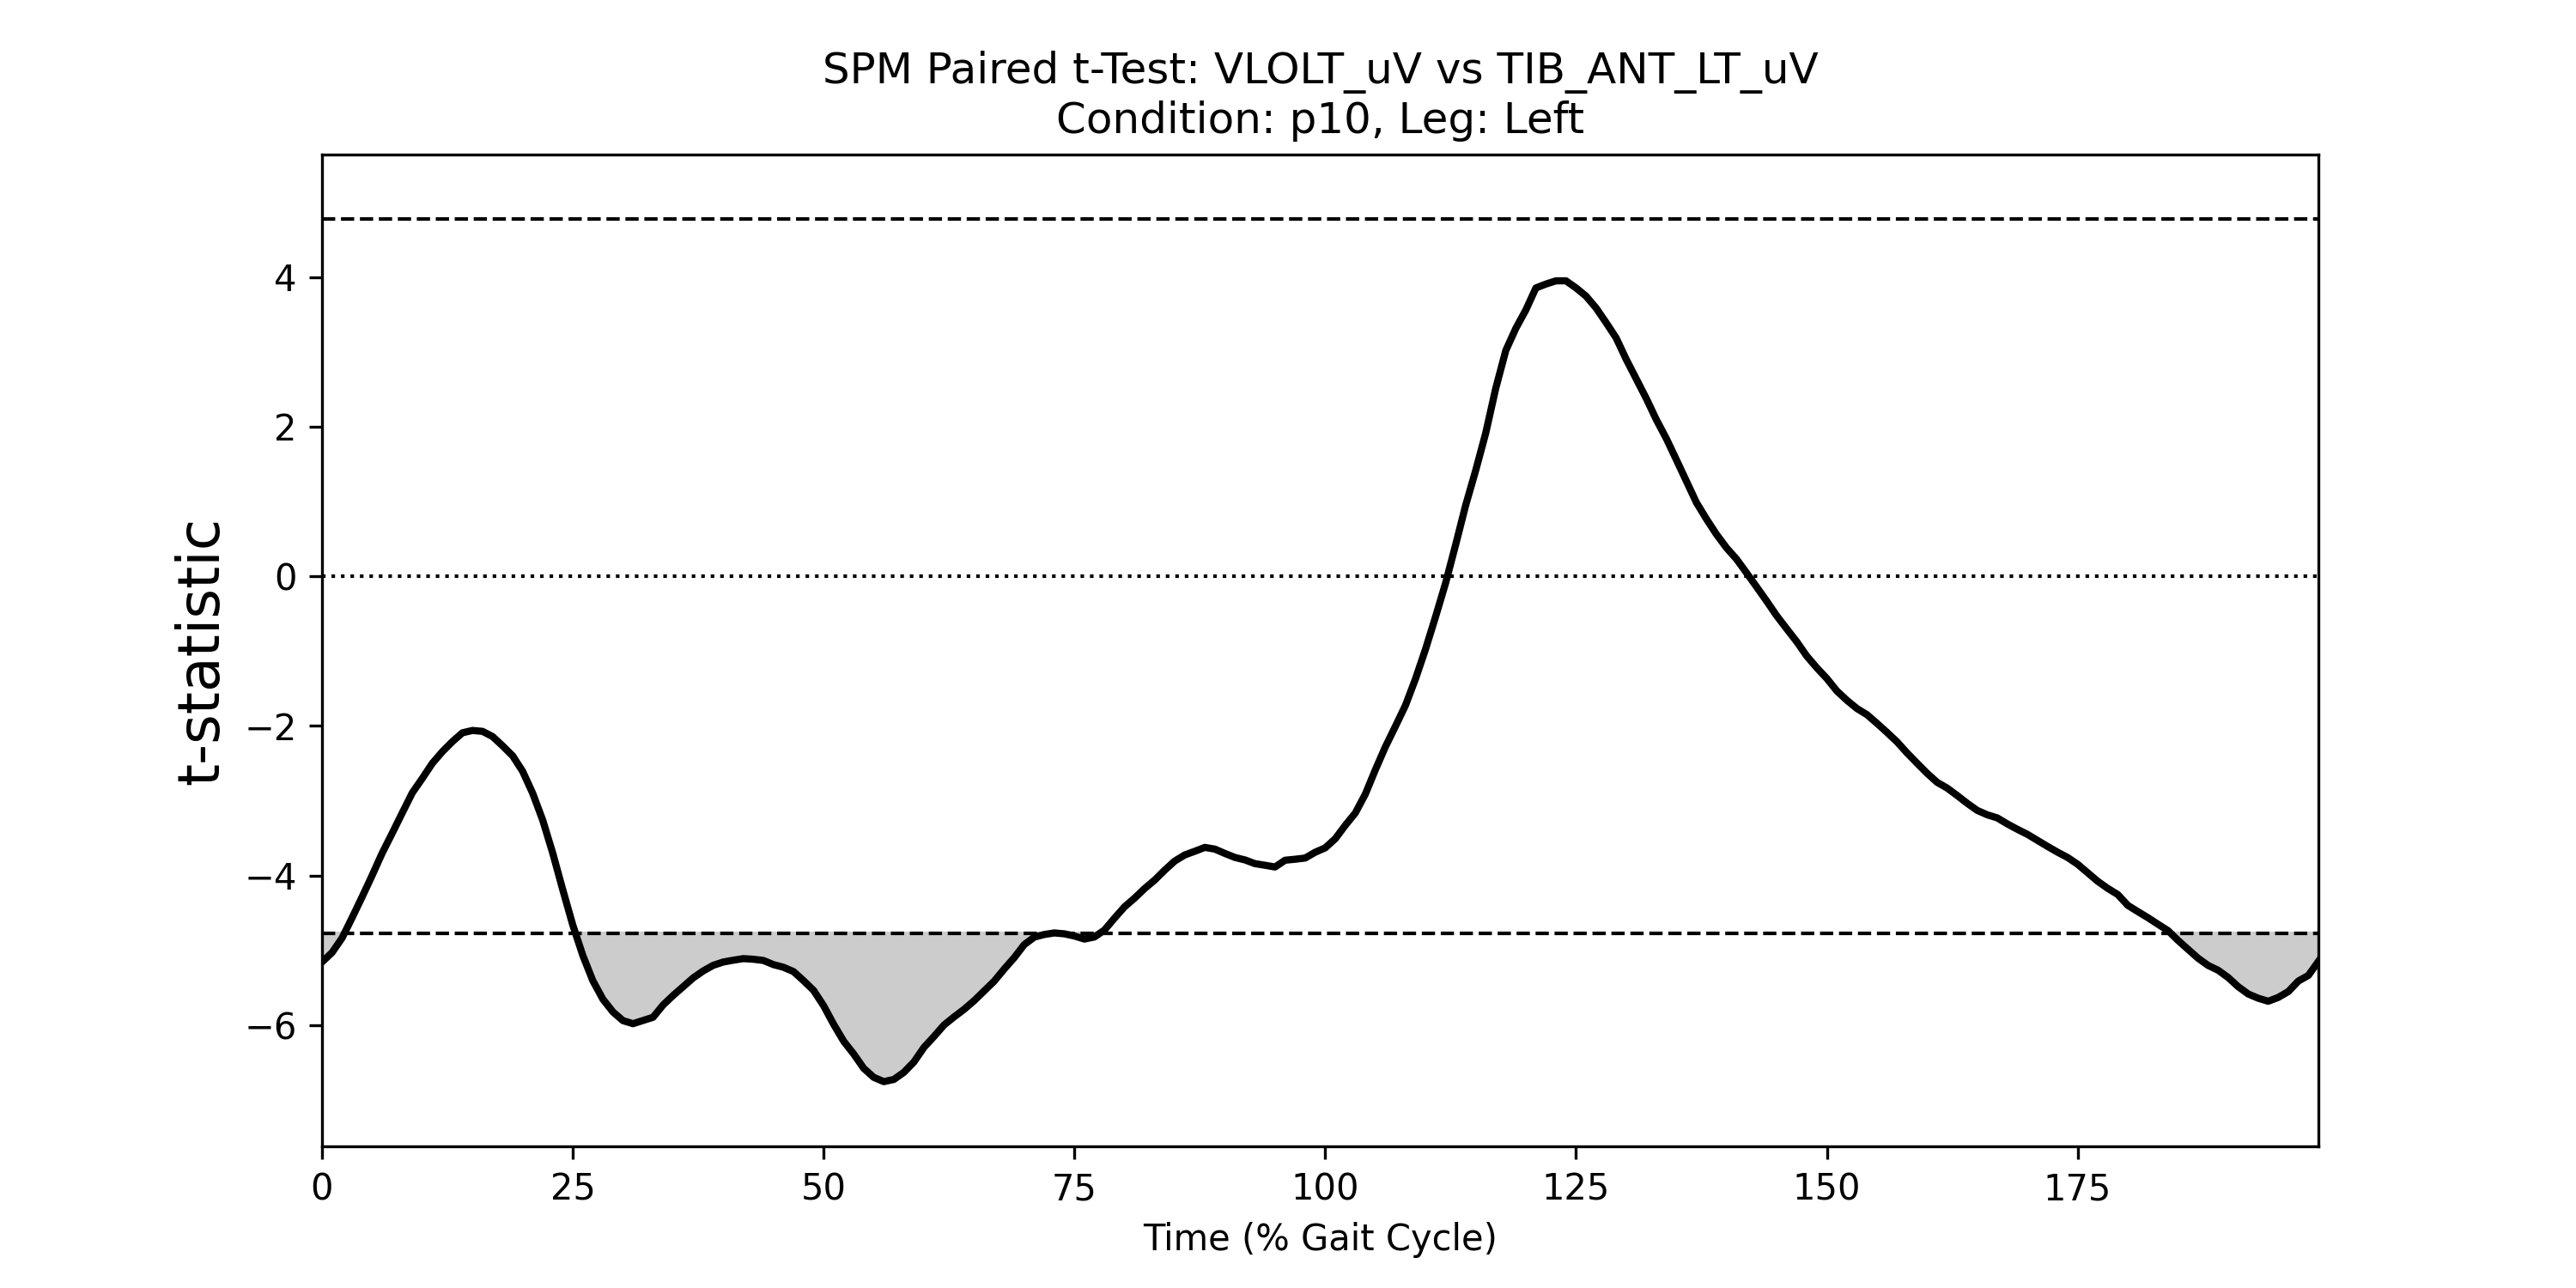 SPM Paired t-Test: VLOLT_uV vs TIB_ANT_LT_uV
Condition: p10, Leg: Left
t-statistic
4
2
0
−2
−4
−6
0 25 50 75 100 125 150 175
Time (% Gait Cycle)